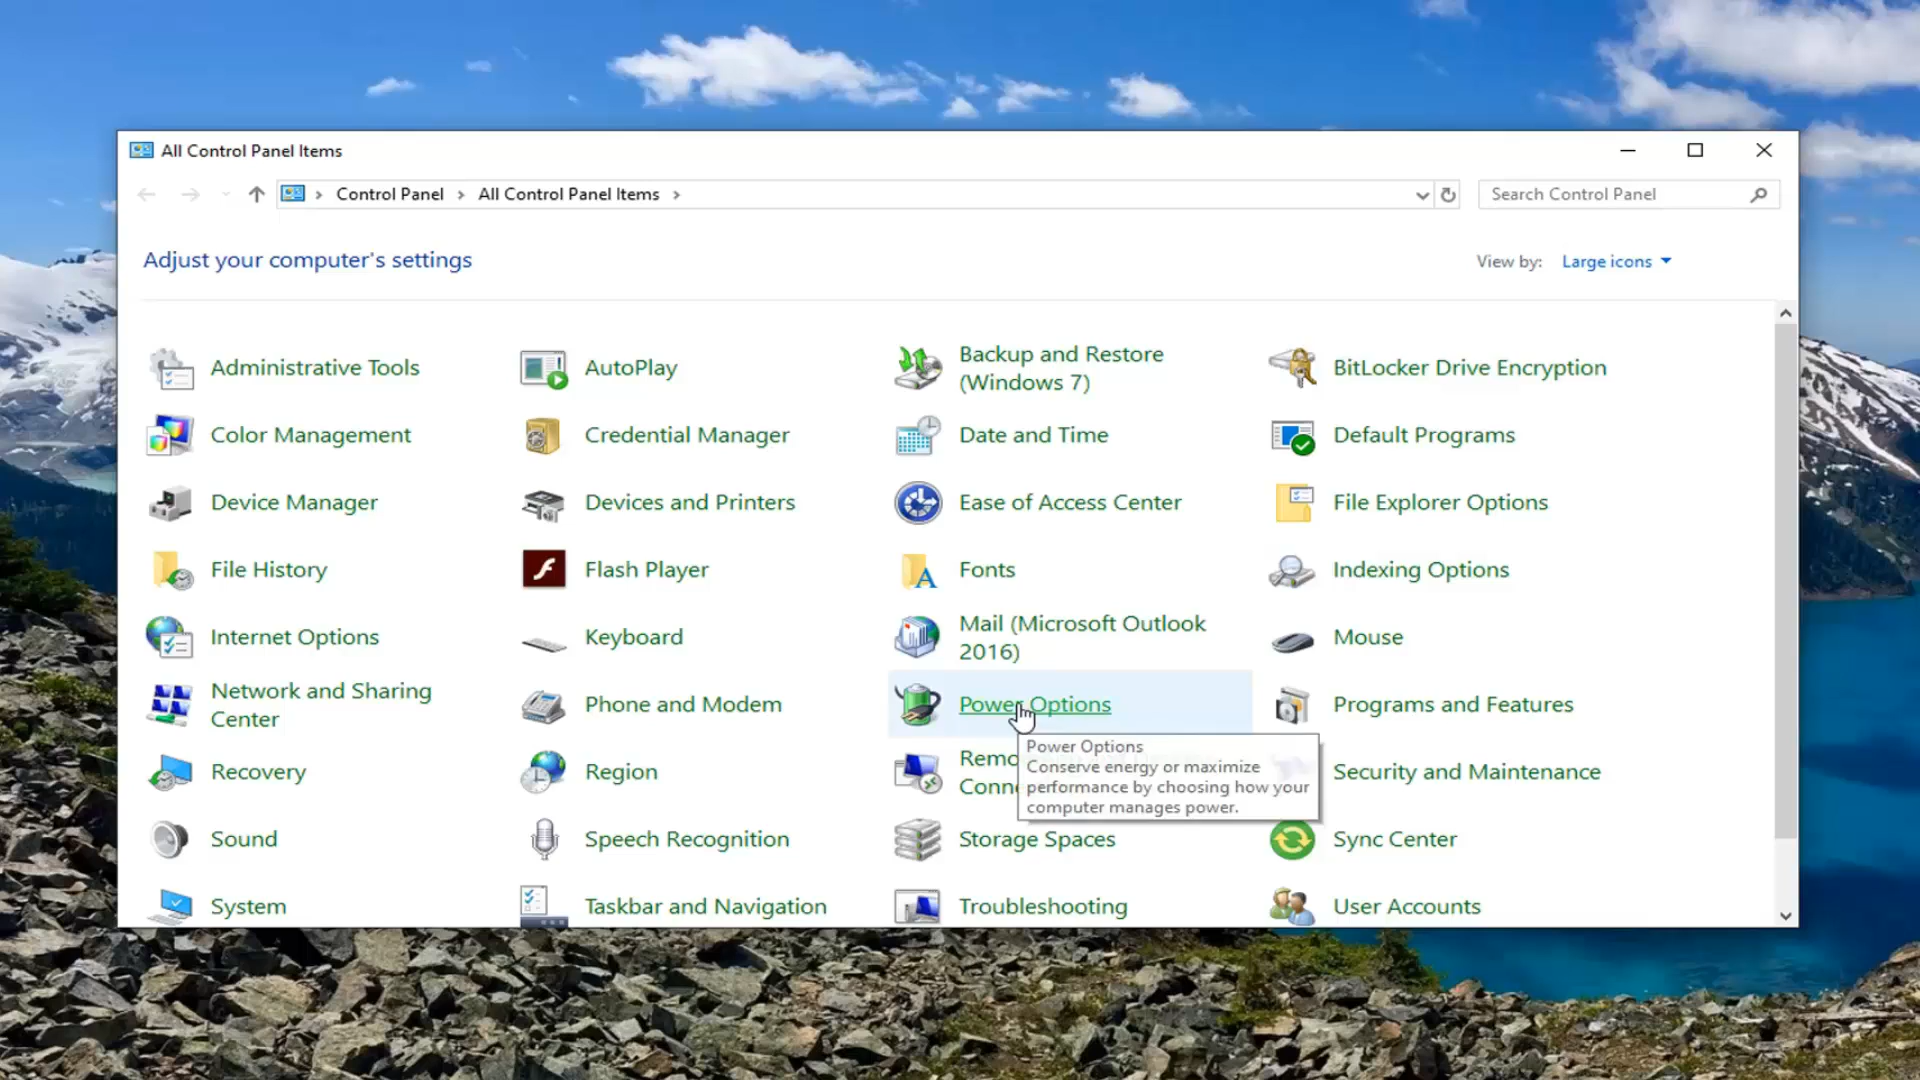 All Control Panel Items
Control Panel
All Control Panel Items
Search Control Panel
Adjust your computer's settings
View by:
Large icons
Administrative Tools
AutoPlay
Backup and Restore
(Windows 7)
BitLocker Drive Encryption
Color Management
Credential Manager
Date and Time
Default Programs
Device Manager
Devices and Printers
Ease of Access Center
File Explorer Options
File History
Flash Player
Fonts
Indexing Options
Internet Options
Keyboard
Mail (Microsoft Outlook
2016)
Mouse
Network and Sharing
Center
Phone and Modem
Power Options
Programs and Features
Power Options
Conserve energy or maximize
performance by choosing how your
computer manages power.
Recovery
Region
Security and Maintenance
Sound
Speech Recognition
Storage Spaces
Sync Center
System
Taskbar and Navigation
Troubleshooting
User Accounts